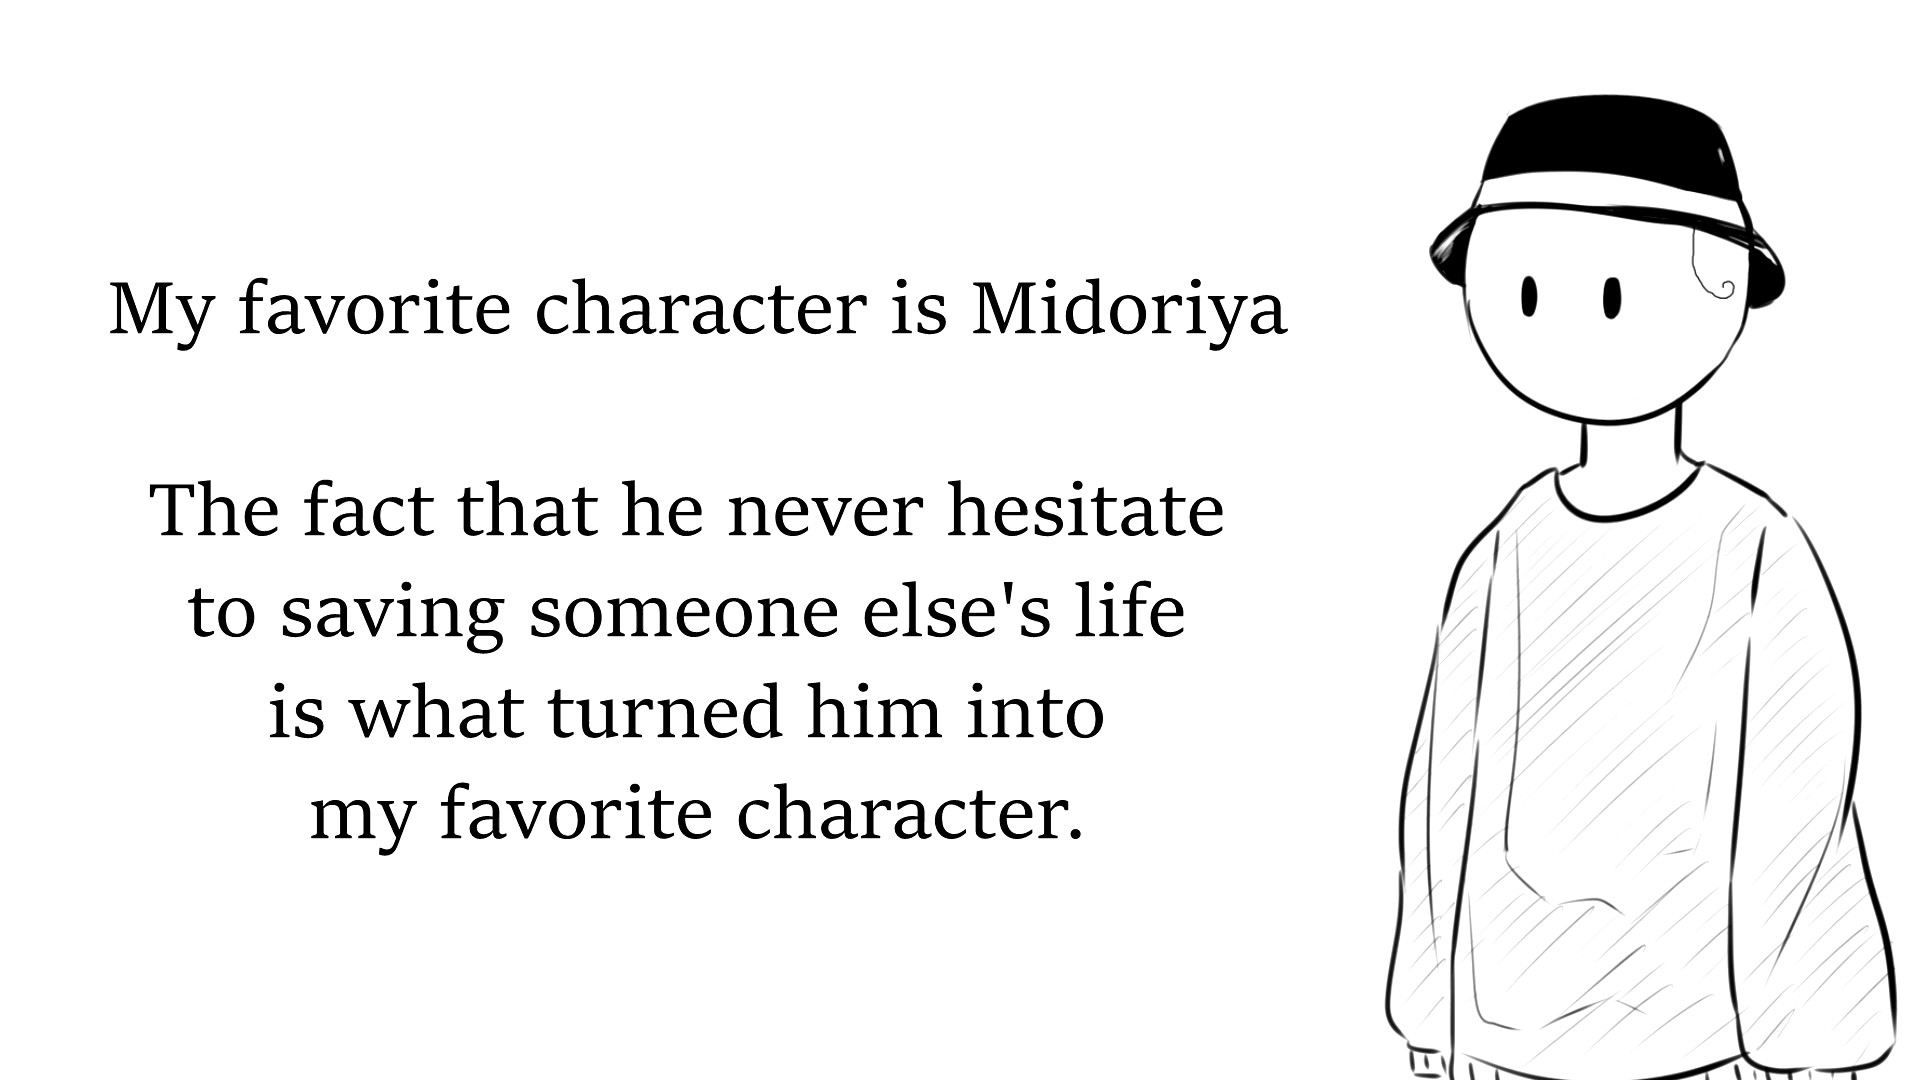 My favorite character is Midoriya
The fact that he never hesitate
to saving someone else's life
is what turned him into
my favorite character.